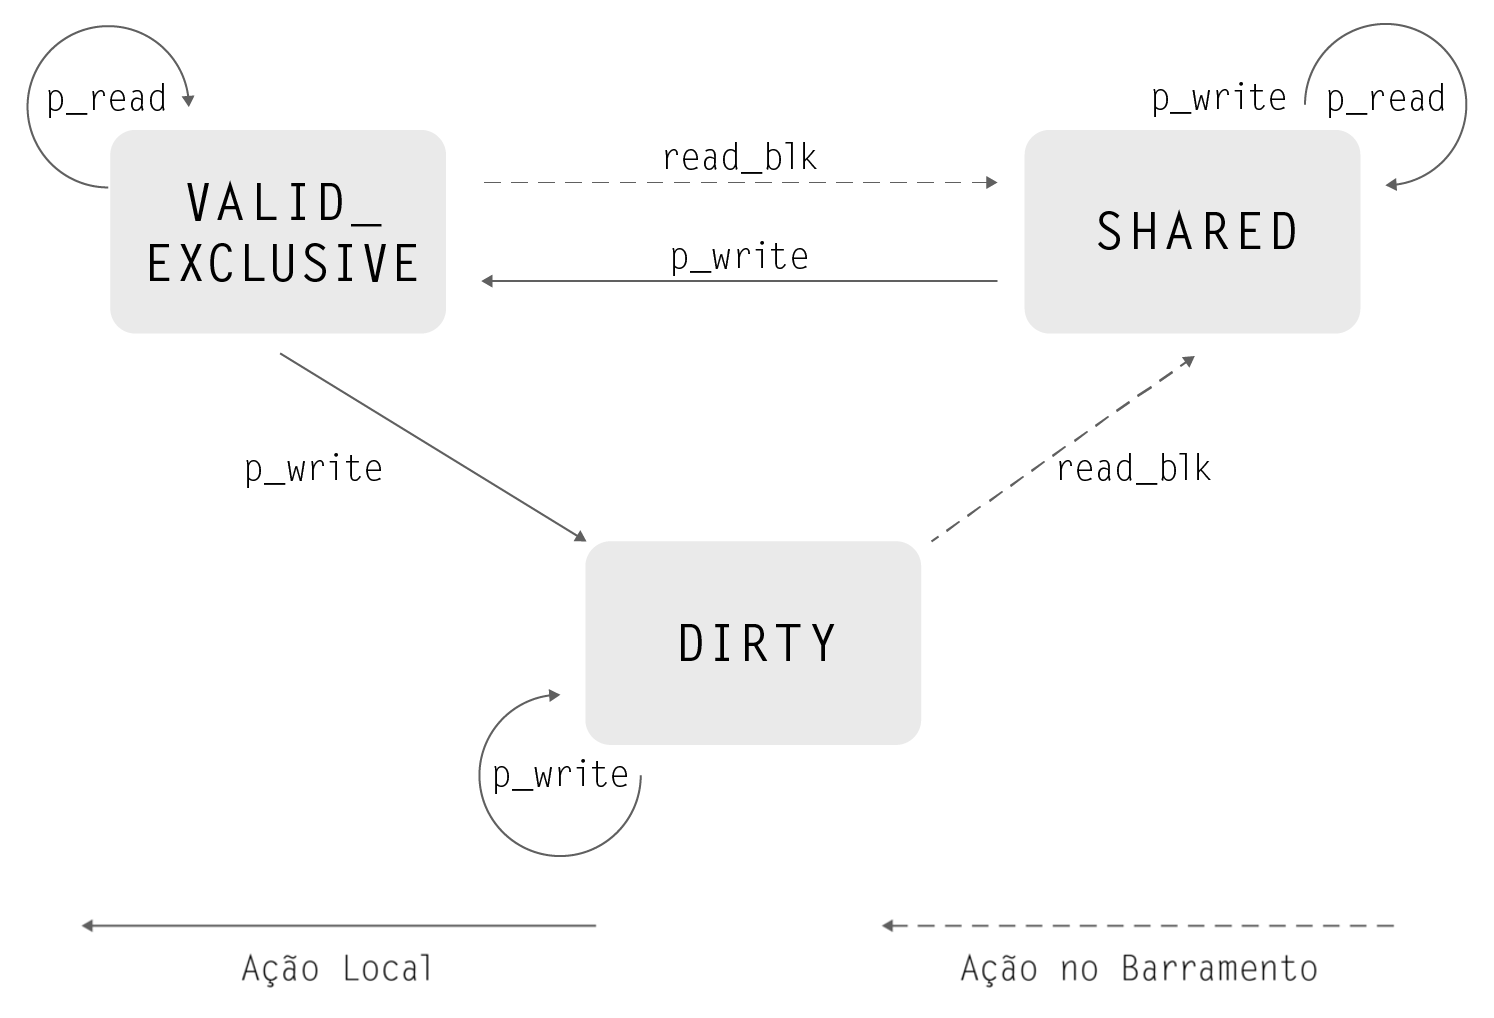 p_read
p_write
p_read
read_blk
VALID_
EXCLUSIVE
SHARED
p_write
p_write
read_blk
DIRTY
p_write
Ação Local
Ação no Barramento